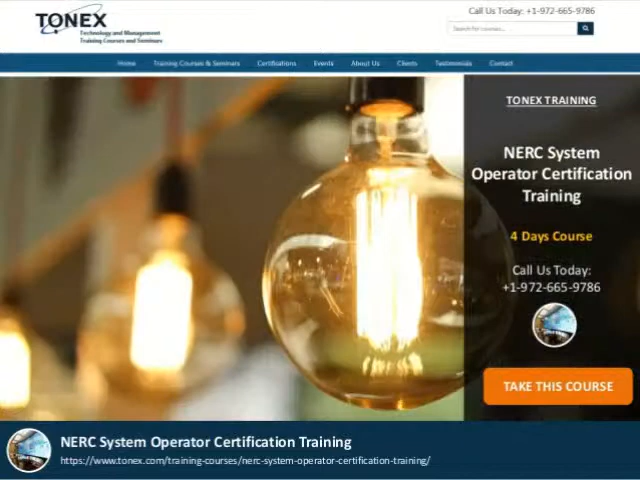 TONEX
Technology and Management
Training Courses and Seminars
Call Us Today: +1-972-665-9786
Search for courses...
Home Training Courses & Seminars Certifications Events About Us Clients Testimonials Contact
TONEX TRAINING
NERC System
Operator Certification
Training
4 Days Course
Call Us Today:
+1-972-665-9786
TAKE THIS COURSE
NERC System Operator Certification Training
https://www.tonex.com/training-courses/nerc-system-operator-certification-training/